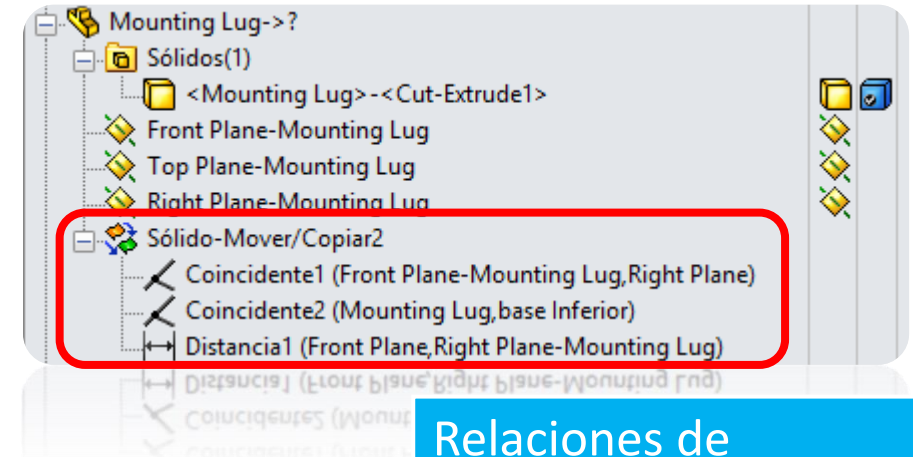 Mounting Lug->?
Sólidos(1)
<Mounting Lug>-<Cut-Extrude1>
Front Plane-Mounting Lug
Top Plane-Mounting Lug
Right Plane-Mounting Lug
Sólido-Mover/Copiar2
Coincidente1 (Front Plane-Mounting Lug,Right Plane)
Coincidente2 (Mounting Lug,base Inferior)
Distancia1 (Front Plane,Right Plane-Mounting Lug)
Relaciones de